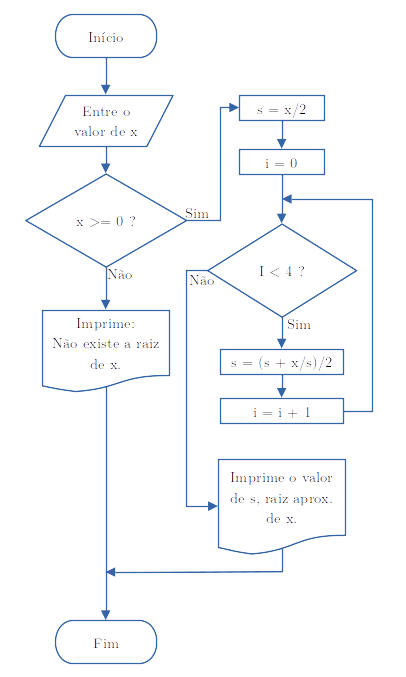 Início
Entre o
valor de x
x >= 0 ?
Sim
Não
Imprime:
Não existe a raiz
de x.
s = x/2
i = 0
I < 4 ?
Não
Sim
s = (s + x/s)/2
i = i + 1
Imprime o valor
de s, raiz aprox.
de x.
Fim